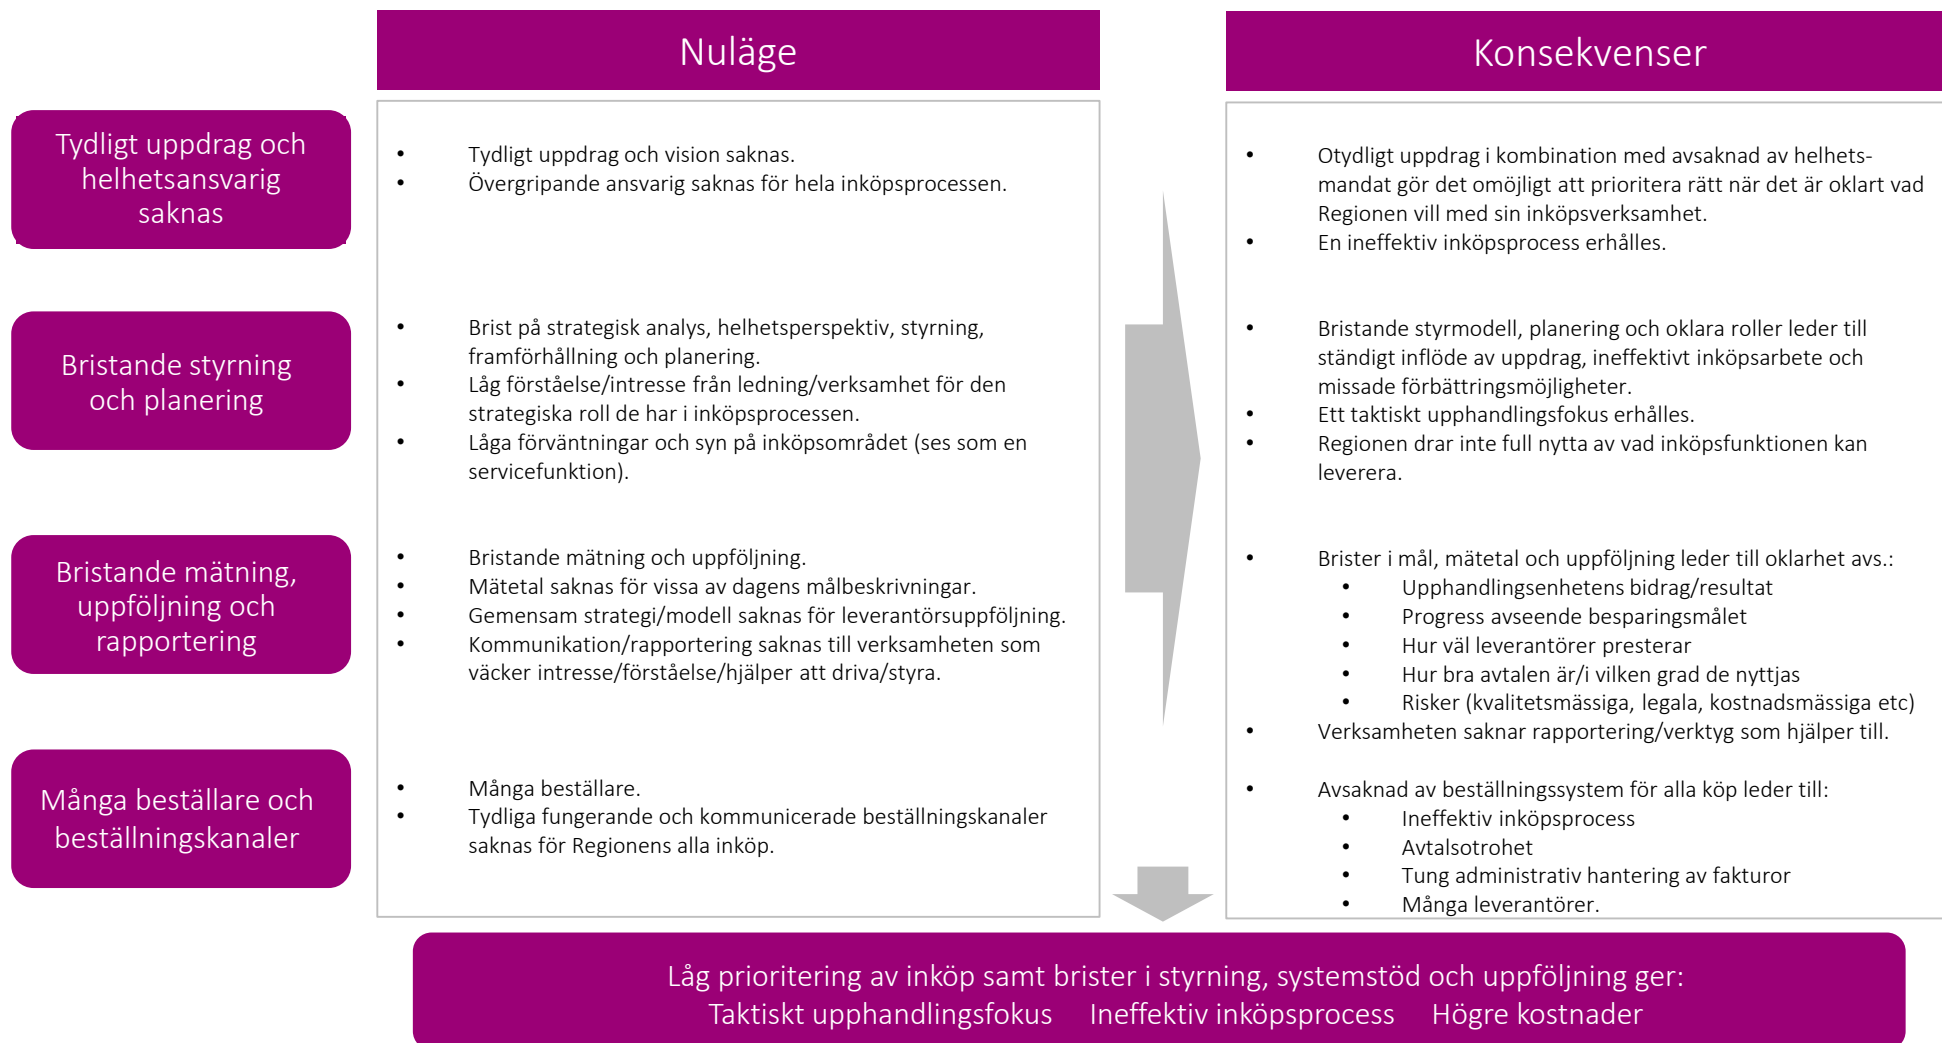 Nuläge
Konsekvenser
Tydligt uppdrag och
helhetsansvarig
saknas
• Tydligt uppdrag och vision saknas.
• Övergripande ansvarig saknas för hela inköpsprocessen.
• Otydligt uppdrag i kombination med avsaknad av helhets-
mandat gör det omöjligt att prioritera rätt när det är oklart vad
Regionen vill med sin inköpsverksamhet.
• En ineffektiv inköpsprocess erhålles.
Bristande styrning
och planering
• Brist på strategisk analys, helhetsperspektiv, styrning,
framförhållning och planering.
• Låg förståelse/intresse från ledning/verksamhet för den
strategiska roll de har i inköpsprocessen.
• Låga förväntningar och syn på inköpsområdet (ses som en
servicefunktion).
• Bristande styrmodell, planering och oklara roller leder till
ständigt inflöde av uppdrag, ineffektivt inköpsarbete och
missade förbättringsmöjligheter.
• Ett taktiskt upphandlingsfokus erhålles.
• Regionen drar inte full nytta av vad inköpsfunktionen kan
leverera.
Bristande mätning,
uppföljning och
rapportering
• Bristande mätning och uppföljning.
• Mätetal saknas för vissa av dagens målbeskrivningar.
• Gemensam strategi/modell saknas för leverantörsuppföljning.
• Kommunikation/rapportering saknas till verksamheten som
väcker intresse/förståelse/hjälper att driva/styra.
• Brister i mål, mätetal och uppföljning leder till oklarhet avs.:
• Upphandlingsenhetens bidrag/resultat
• Progress avseende besparingsmålet
• Hur väl leverantörer presterar
• Hur bra avtalen är/i vilken grad de nyttjas
• Risker (kvalitetsmässiga, legala, kostnadsmässiga etc)
• Verksamheten saknar rapportering/verktyg som hjälper till.
Många beställare och
beställningskanaler
• Många beställare.
• Tydliga fungerande och kommunicerade beställningskanaler
saknas för Regionens alla inköp.
• Avsaknad av beställningssystem för alla köp leder till:
• Ineffektiv inköpsprocess
• Avtalsotrohet
• Tung administrativ hantering av fakturor
• Många leverantörer.
Låg prioritering av inköp samt brister i styrning, systemstöd och uppföljning ger:
Taktiskt upphandlingsfokus Ineffektiv inköpsprocess Högre kostnader